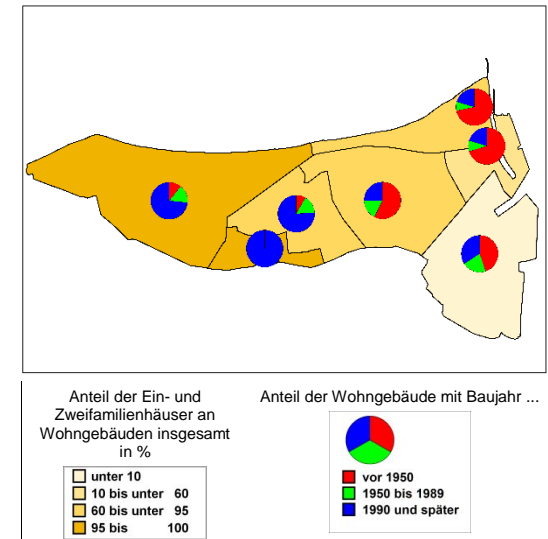 Anteil der Ein- und
Zweifamilienhäuser an
Wohngebäuden insgesamt
in %
unter 10
10 bis unter 60
60 bis unter 95
95 bis 100
Anteil der Wohngebäude mit Baujahr ...
vor 1950
1950 bis 1989
1990 und später